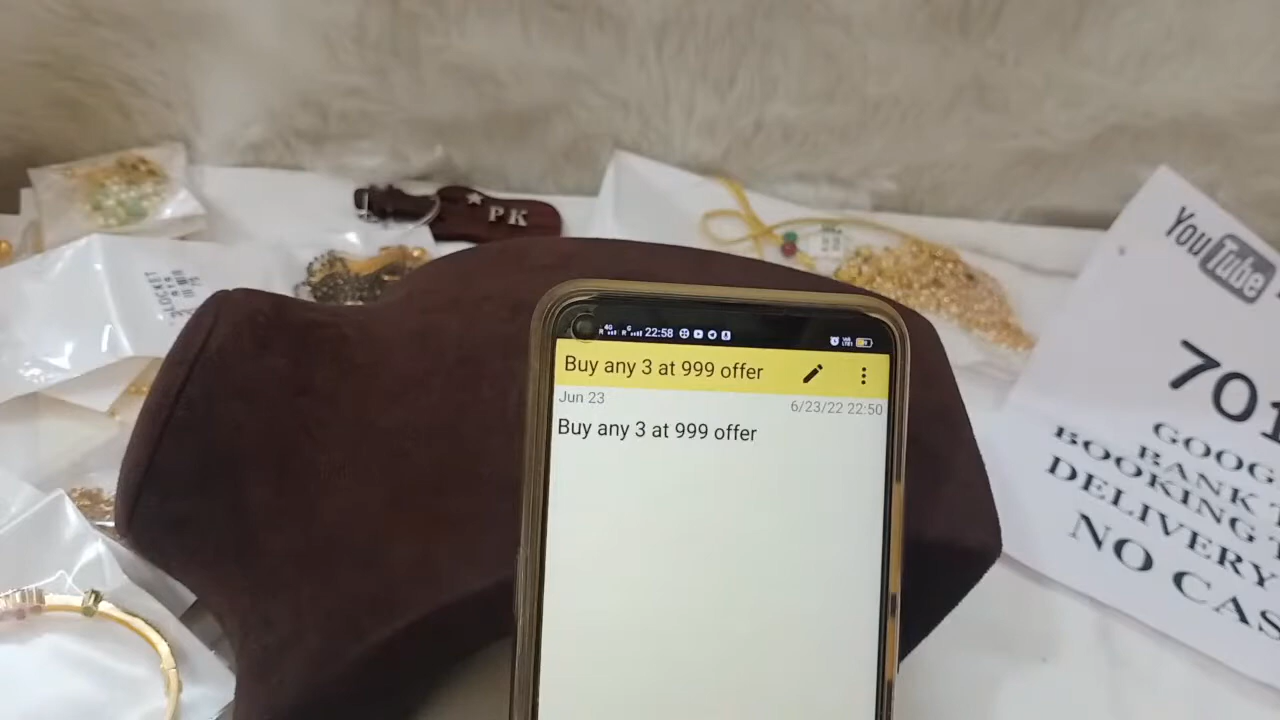 PK
LOCKET
22:58
Buy any 3 at 999 offer
Jun 23
6/23/22 22:50
Buy any 3 at 999 offer
YouTube
701
GOOG
BANK T
BOOKING T
DELIVERY
NO CAS